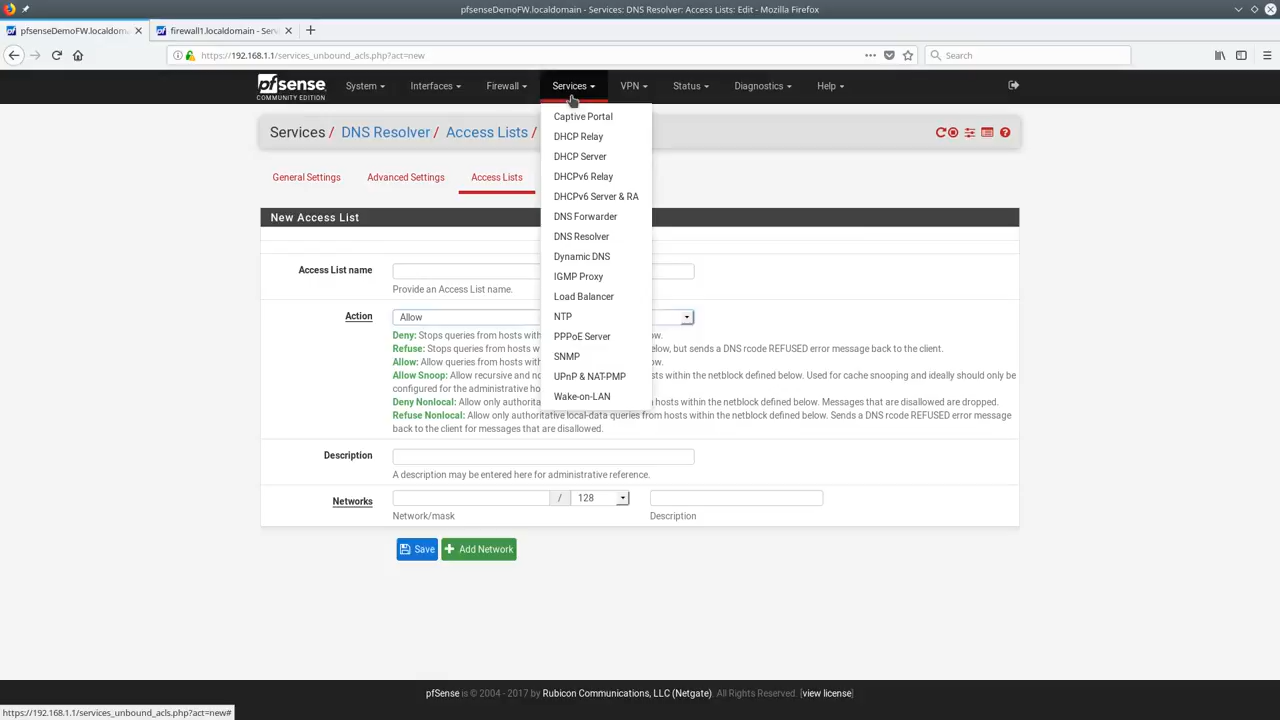 pfsenseDemoFW.localdomain - Services: DNS Resolver: Access Lists: Edit - Mozilla Firefox
pfsenseDemoFW.localdom
firewall1.localdomain - Serv
https://192.168.1.1/services_unbound_acls.php?act=new
Search
pfsense
COMMUNITY EDITION
System
Interfaces
Firewall
Services
VPN
Status
Diagnostics
Help
Services / DNS Resolver / Access Lists /
Captive Portal
DHCP Relay
DHCP Server
DHCPv6 Relay
DHCPv6 Server & RA
DNS Forwarder
DNS Resolver
Dynamic DNS
IGMP Proxy
Load Balancer
NTP
PPPoE Server
SNMP
UPnP & NAT-PMP
Wake-on-LAN
General Settings
Advanced Settings
Access Lists
New Access List
Access List name
Provide an Access List name.
Action
Allow
Deny: Stops queries from hosts with ow.
Refuse: Stops queries from hosts w elow, but sends a DNS rcode REFUSED error message back to the client.
Allow: Allow queries from hosts with ow.
Allow Snoop: Allow recursive and no sts within the netblock defined below. Used for cache snooping and ideally should only be
configured for the administrative ho
Deny Nonlocal: Allow only authoritat hosts within the netblock defined below. Messages that are disallowed are dropped.
Refuse Nonlocal: Allow only authoritative local-data queries from hosts within the netblock defined below. Sends a DNS rcode REFUSED error message
back to the client for messages that are disallowed.
Description
A description may be entered here for administrative reference.
Networks
/
128
Network/mask
Description
Save
Add Network
pfSense is © 2004 - 2017 by Rubicon Communications, LLC (Netgate). All Rights Reserved. [view license]
https://192.168.1.1/services_unbound_acls.php?act=new#